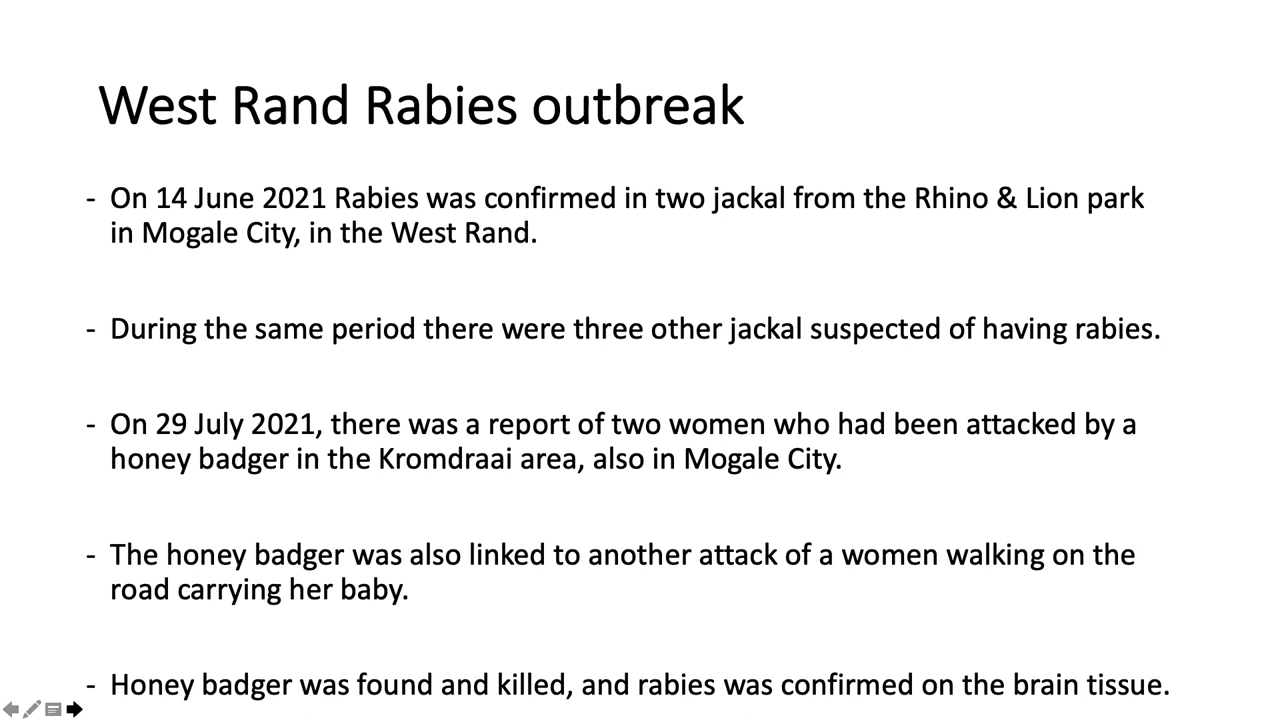 West Rand Rabies outbreak
- On 14 June 2021 Rabies was confirmed in two jackal from the Rhino & Lion park
in Mogale City, in the West Rand.
- During the same period there were three other jackal suspected of having rabies.
- On 29 July 2021, there was a report of two women who had been attacked by a
honey badger in the Kromdraai area, also in Mogale City.
- The honey badger was also linked to another attack of a women walking on the
road carrying her baby.
- Honey badger was found and killed, and rabies was confirmed on the brain tissue.